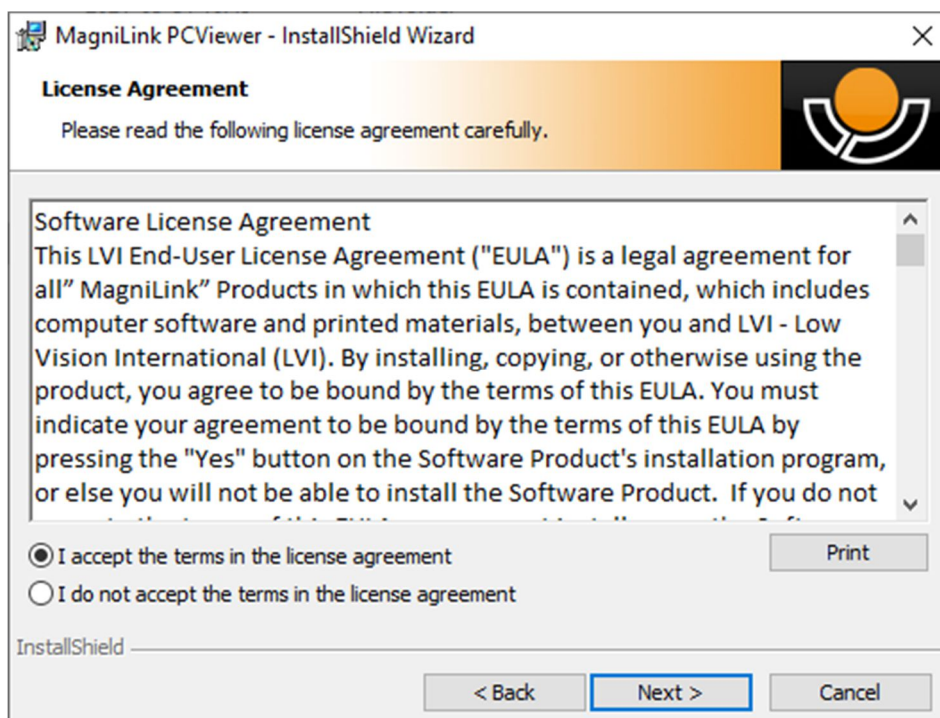 MagniLink PCViewer - InstallShield Wizard
License Agreement
Please read the following license agreement carefully.
Software License Agreement
This LVI End-User License Agreement ("EULA") is a legal agreement for
all” MagniLink” Products in which this EULA is contained, which includes
computer software and printed materials, between you and LVI - Low
Vision International (LVI). By installing, copying, or otherwise using the
product, you agree to be bound by the terms of this EULA. You must
indicate your agreement to be bound by the terms of this EULA by
pressing the "Yes" button on the Software Product's installation program,
or else you will not be able to install the Software Product.  If you do not
I accept the terms in the license agreement
Print
I do not accept the terms in the license agreement
InstallShield
< Back
Next >
Cancel